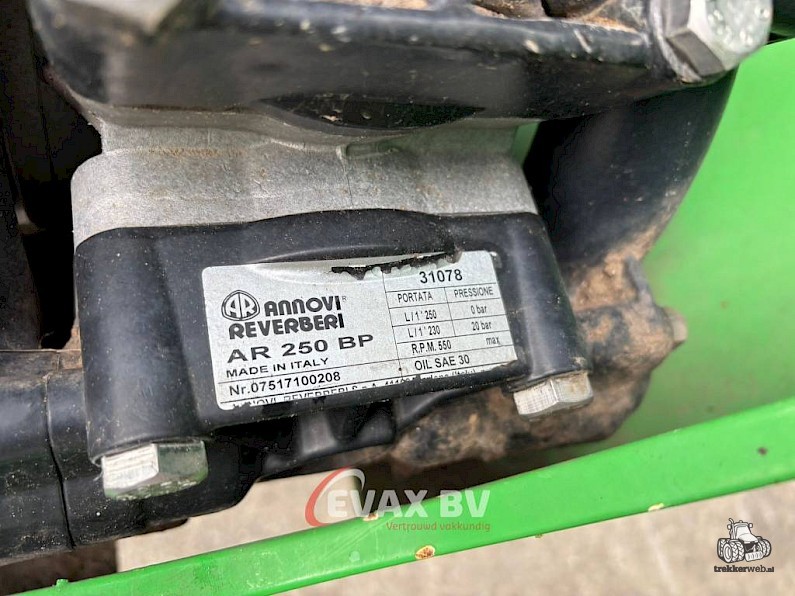 AR ANNOVI®
REVERBERI
AR 250 BP
MADE IN ITALY
Nr.07517100208
31078
PORTATA PRESSIONE
L/1' 250 0 bar
L/1' 230 20 bar
R.P.M. 550 max
OIL SAE 30
EVAX BV
Vertrouwd vakkundig
trekkerweb.nl